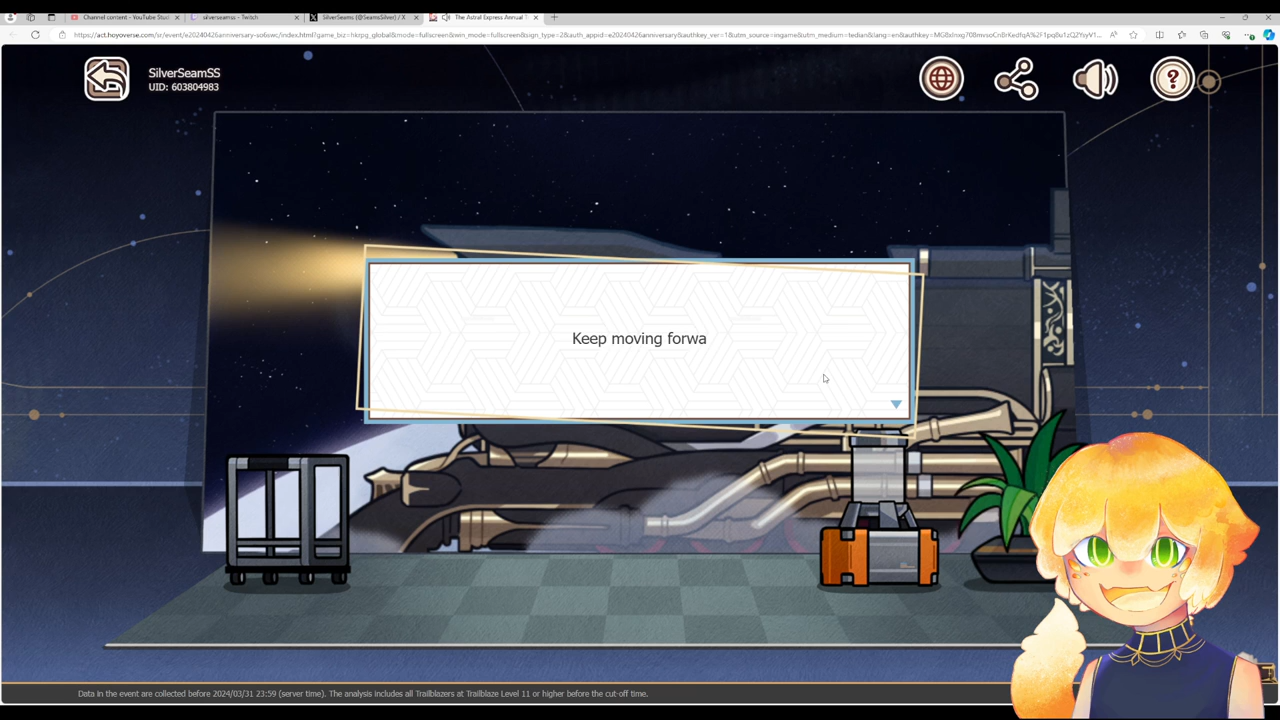 Channel content - YouTube Stud
silverseamss - Twitch
SilverSeams (@SeamsSilver) / X
The Astral Express Annual T
SilverSeamSS
UID: 603804983
Keep moving forwa
Data in the event are collected before 2024/03/31 23:59 (server time). The analysis includes all Trailblazers at Trailblaze Level 11 or higher before the cut-off time.